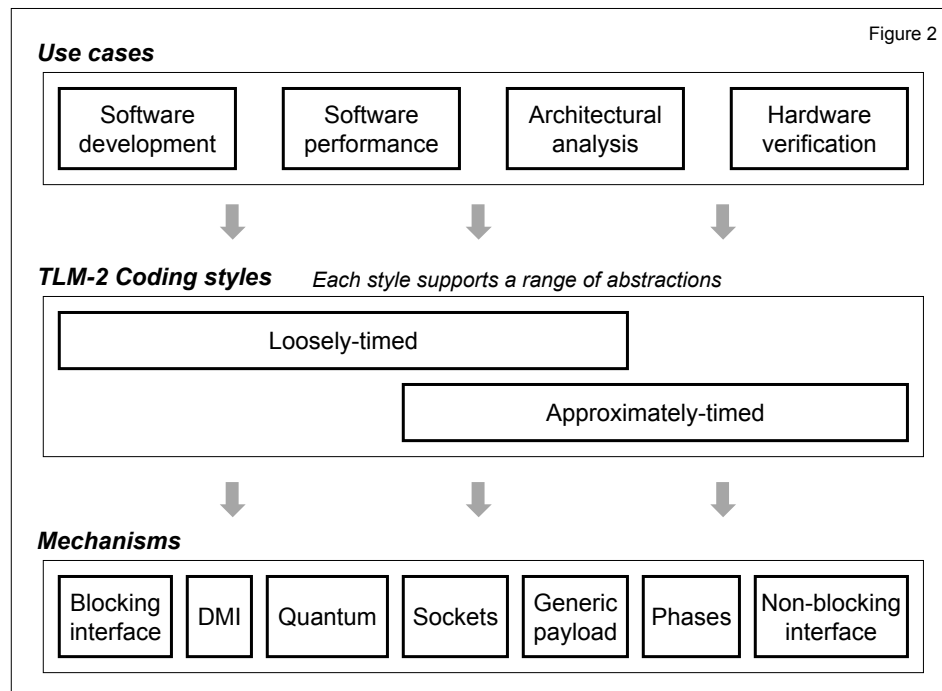 Figure 2
Use cases
Software
development
Software
performance
Architectural
analysis
Hardware
verification
TLM-2 Coding styles
Each style supports a range of abstractions
Loosely-timed
Approximately-timed
Mechanisms
Blocking
interface
DMI
Quantum
Sockets
Generic
payload
Phases
Non-blocking
interface